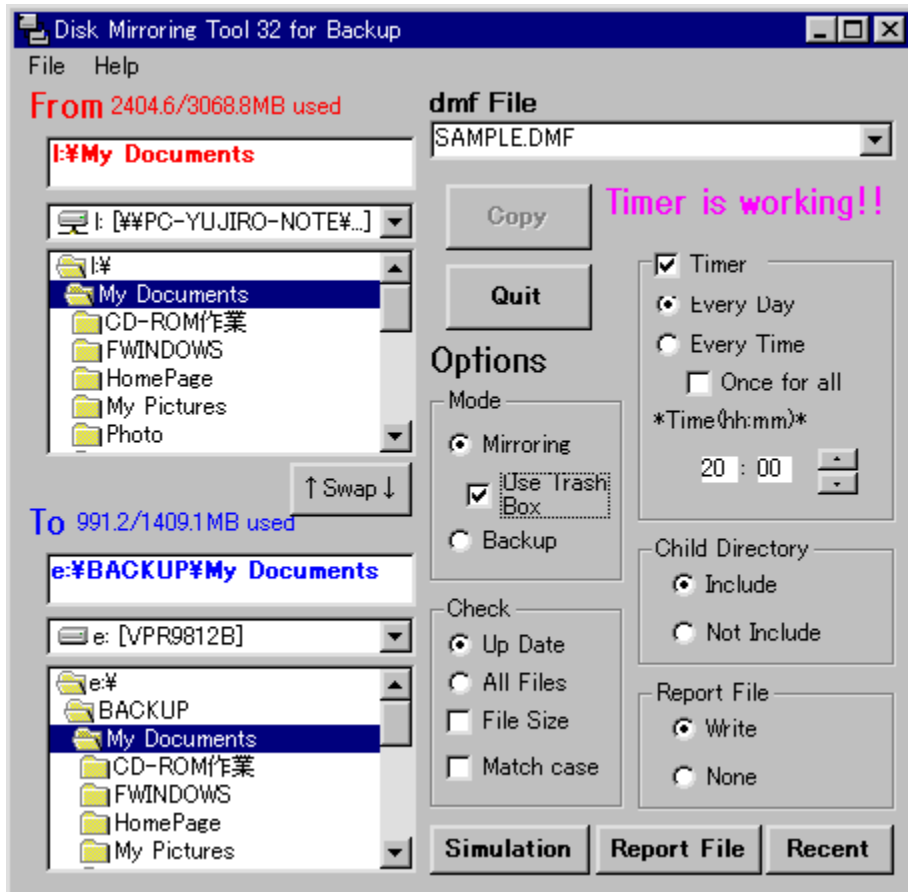 Disk Mirroring Tool 32 for Backup
File Help
From 2404.6/3068.8MB used
I:¥My Documents
I: [¥¥PC-YUJIRO-NOTE¥...]
I:¥
My Documents
CD-ROM作業
FWINDOWS
HomePage
My Pictures
Photo
↑Swap↓
To 991.2/1409.1MB used
e:¥BACKUP¥My Documents
e: [VPR9812B]
e:¥
BACKUP
My Documents
CD-ROM作業
FWINDOWS
HomePage
My Pictures
dmf File
SAMPLE.DMF
Copy
Timer is working!!
Quit
Options
Mode
Mirroring
Use Trash
Box
Backup
Check
Up Date
All Files
File Size
Match case
Timer
Every Day
Every Time
Once for all
*Time(hh:mm)*
20 : 00
Child Directory
Include
Not Include
Report File
Write
None
Simulation
Report File
Recent